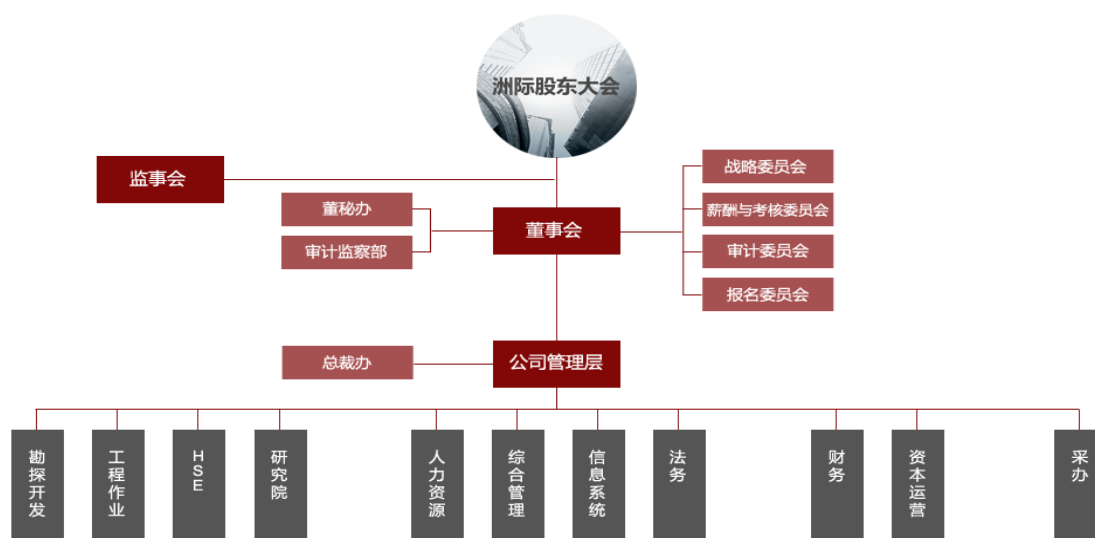 洲际股东大会
监事会
战略委员会
董秘办
薪酬与考核委员会
董事会
审计监察部
审计委员会
报名委员会
总裁办
公司管理层
勘探开发
工程作业
HSE
研究院
人力资源
综合管理
信息系统
法务
财务
资本运营
采办